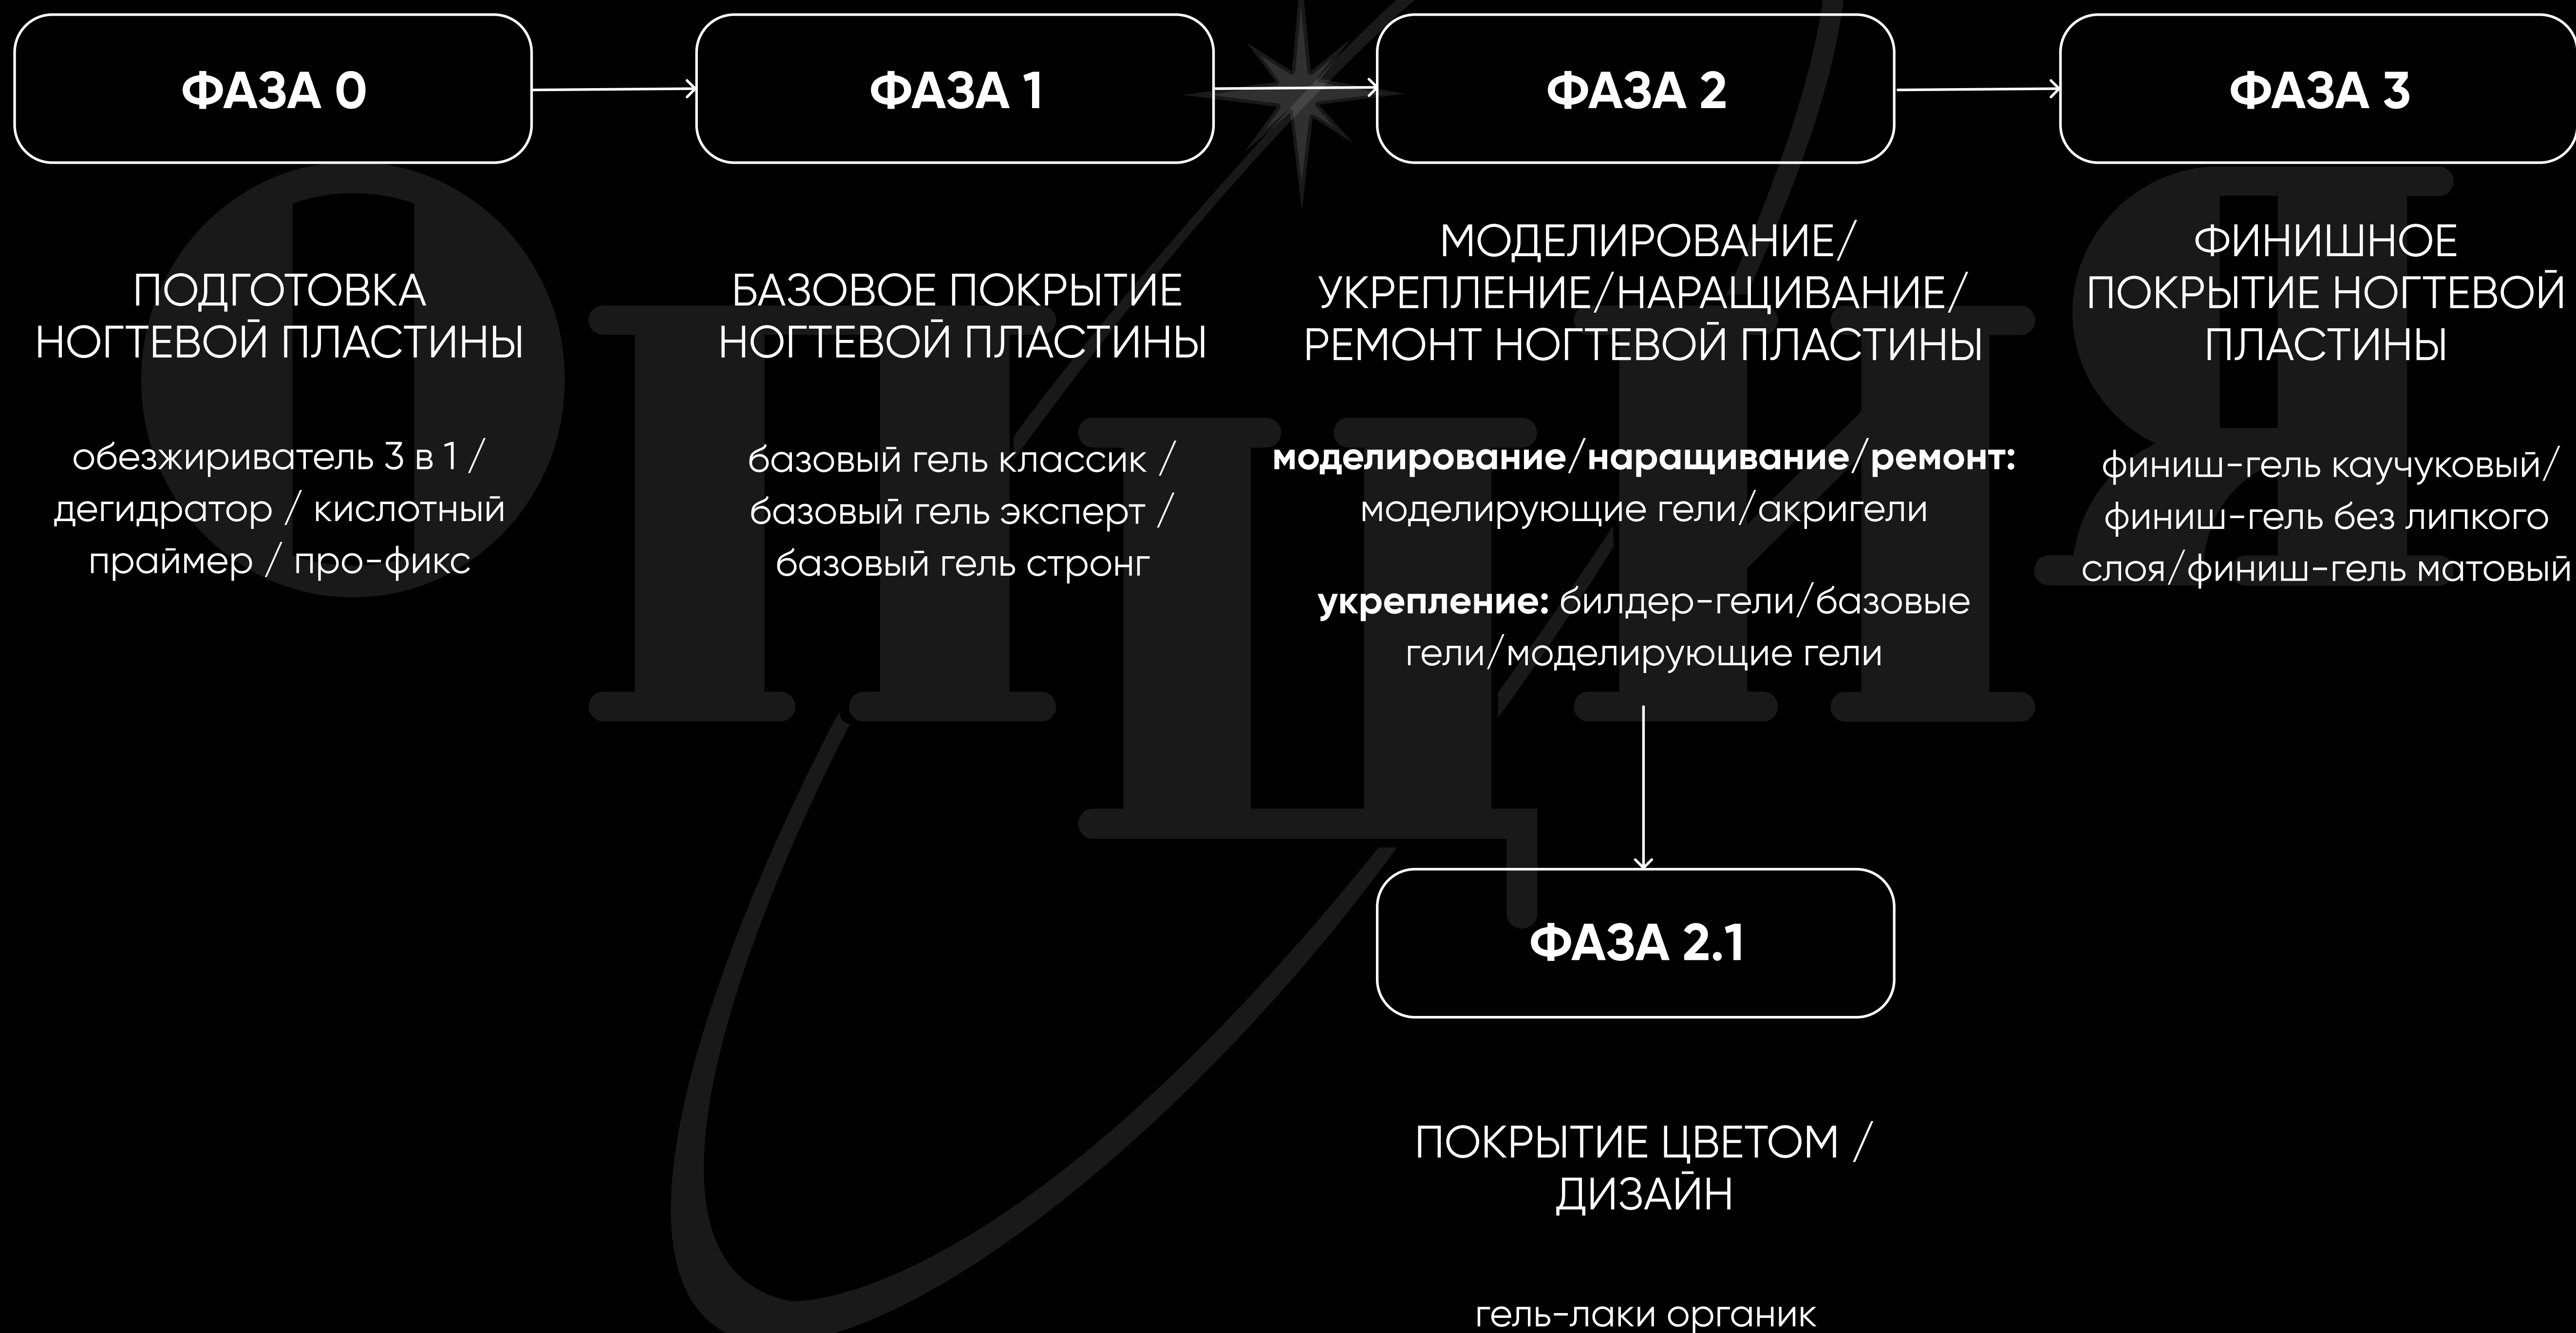 ФАЗА 0
ПОДГОТОВКА
НОГТЕВОЙ ПЛАСТИНЫ
обезжириватель 3 в 1 /
дегидратор / кислотный
праймер / про-фикс
ФАЗА 1
БАЗОВОЕ ПОКРЫТИЕ
НОГТЕВОЙ ПЛАСТИНЫ
базовый гель классик /
базовый гель эксперт /
базовый гель стронг
ФАЗА 2
МОДЕЛИРОВАНИЕ/
УКРЕПЛЕНИЕ/НАРАЩИВАНИЕ/
РЕМОНТ НОГТЕВОЙ ПЛАСТИНЫ
моделирование/наращивание/ремонт:
моделирующие гели/акригели
укрепление: билдер-гели/базовые
гели/моделирующие гели
ФАЗА 2.1
ПОКРЫТИЕ ЦВЕТОМ /
ДИЗАЙН
гель-лаки органик
ФАЗА 3
ФИНИШНОЕ
ПОКРЫТИЕ НОГТЕВОЙ
ПЛАСТИНЫ
финиш-гель каучуковый/
финиш-гель без липкого
слоя/финиш-гель матовый
Опция